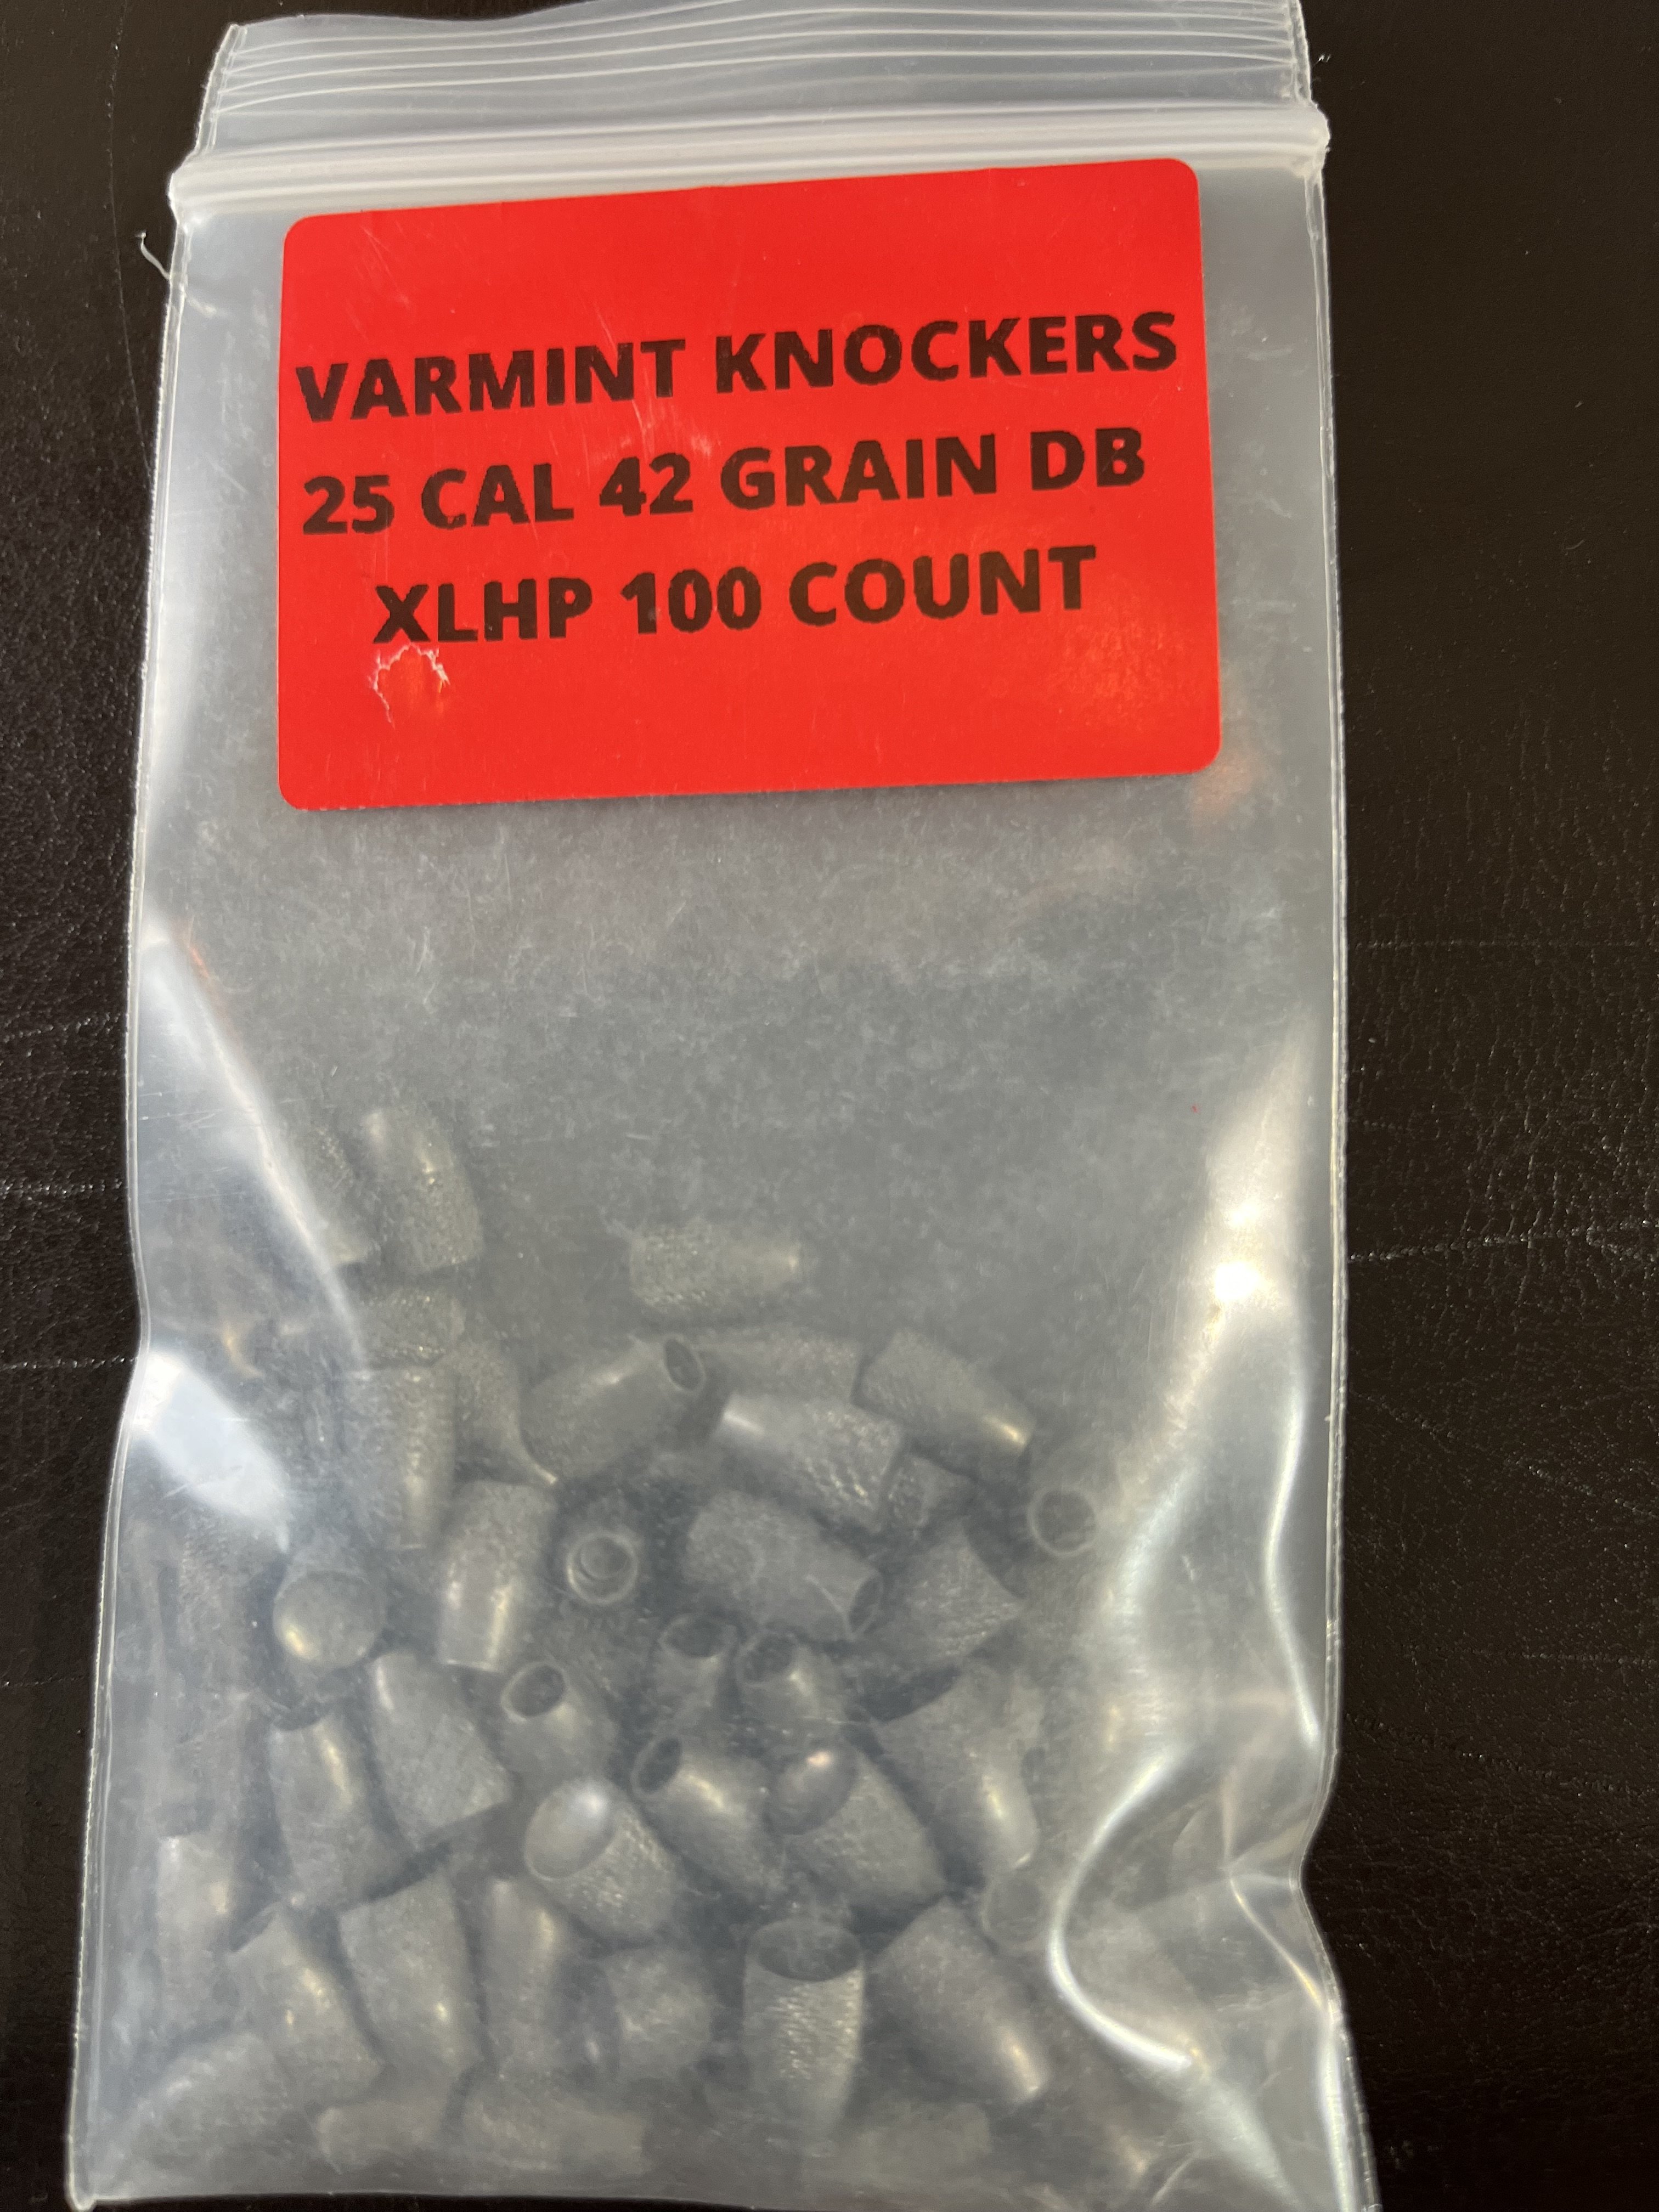 VARMINT KNOCKERS
25 CAL 42 GRAIN DB
XLHP 100 COUNT